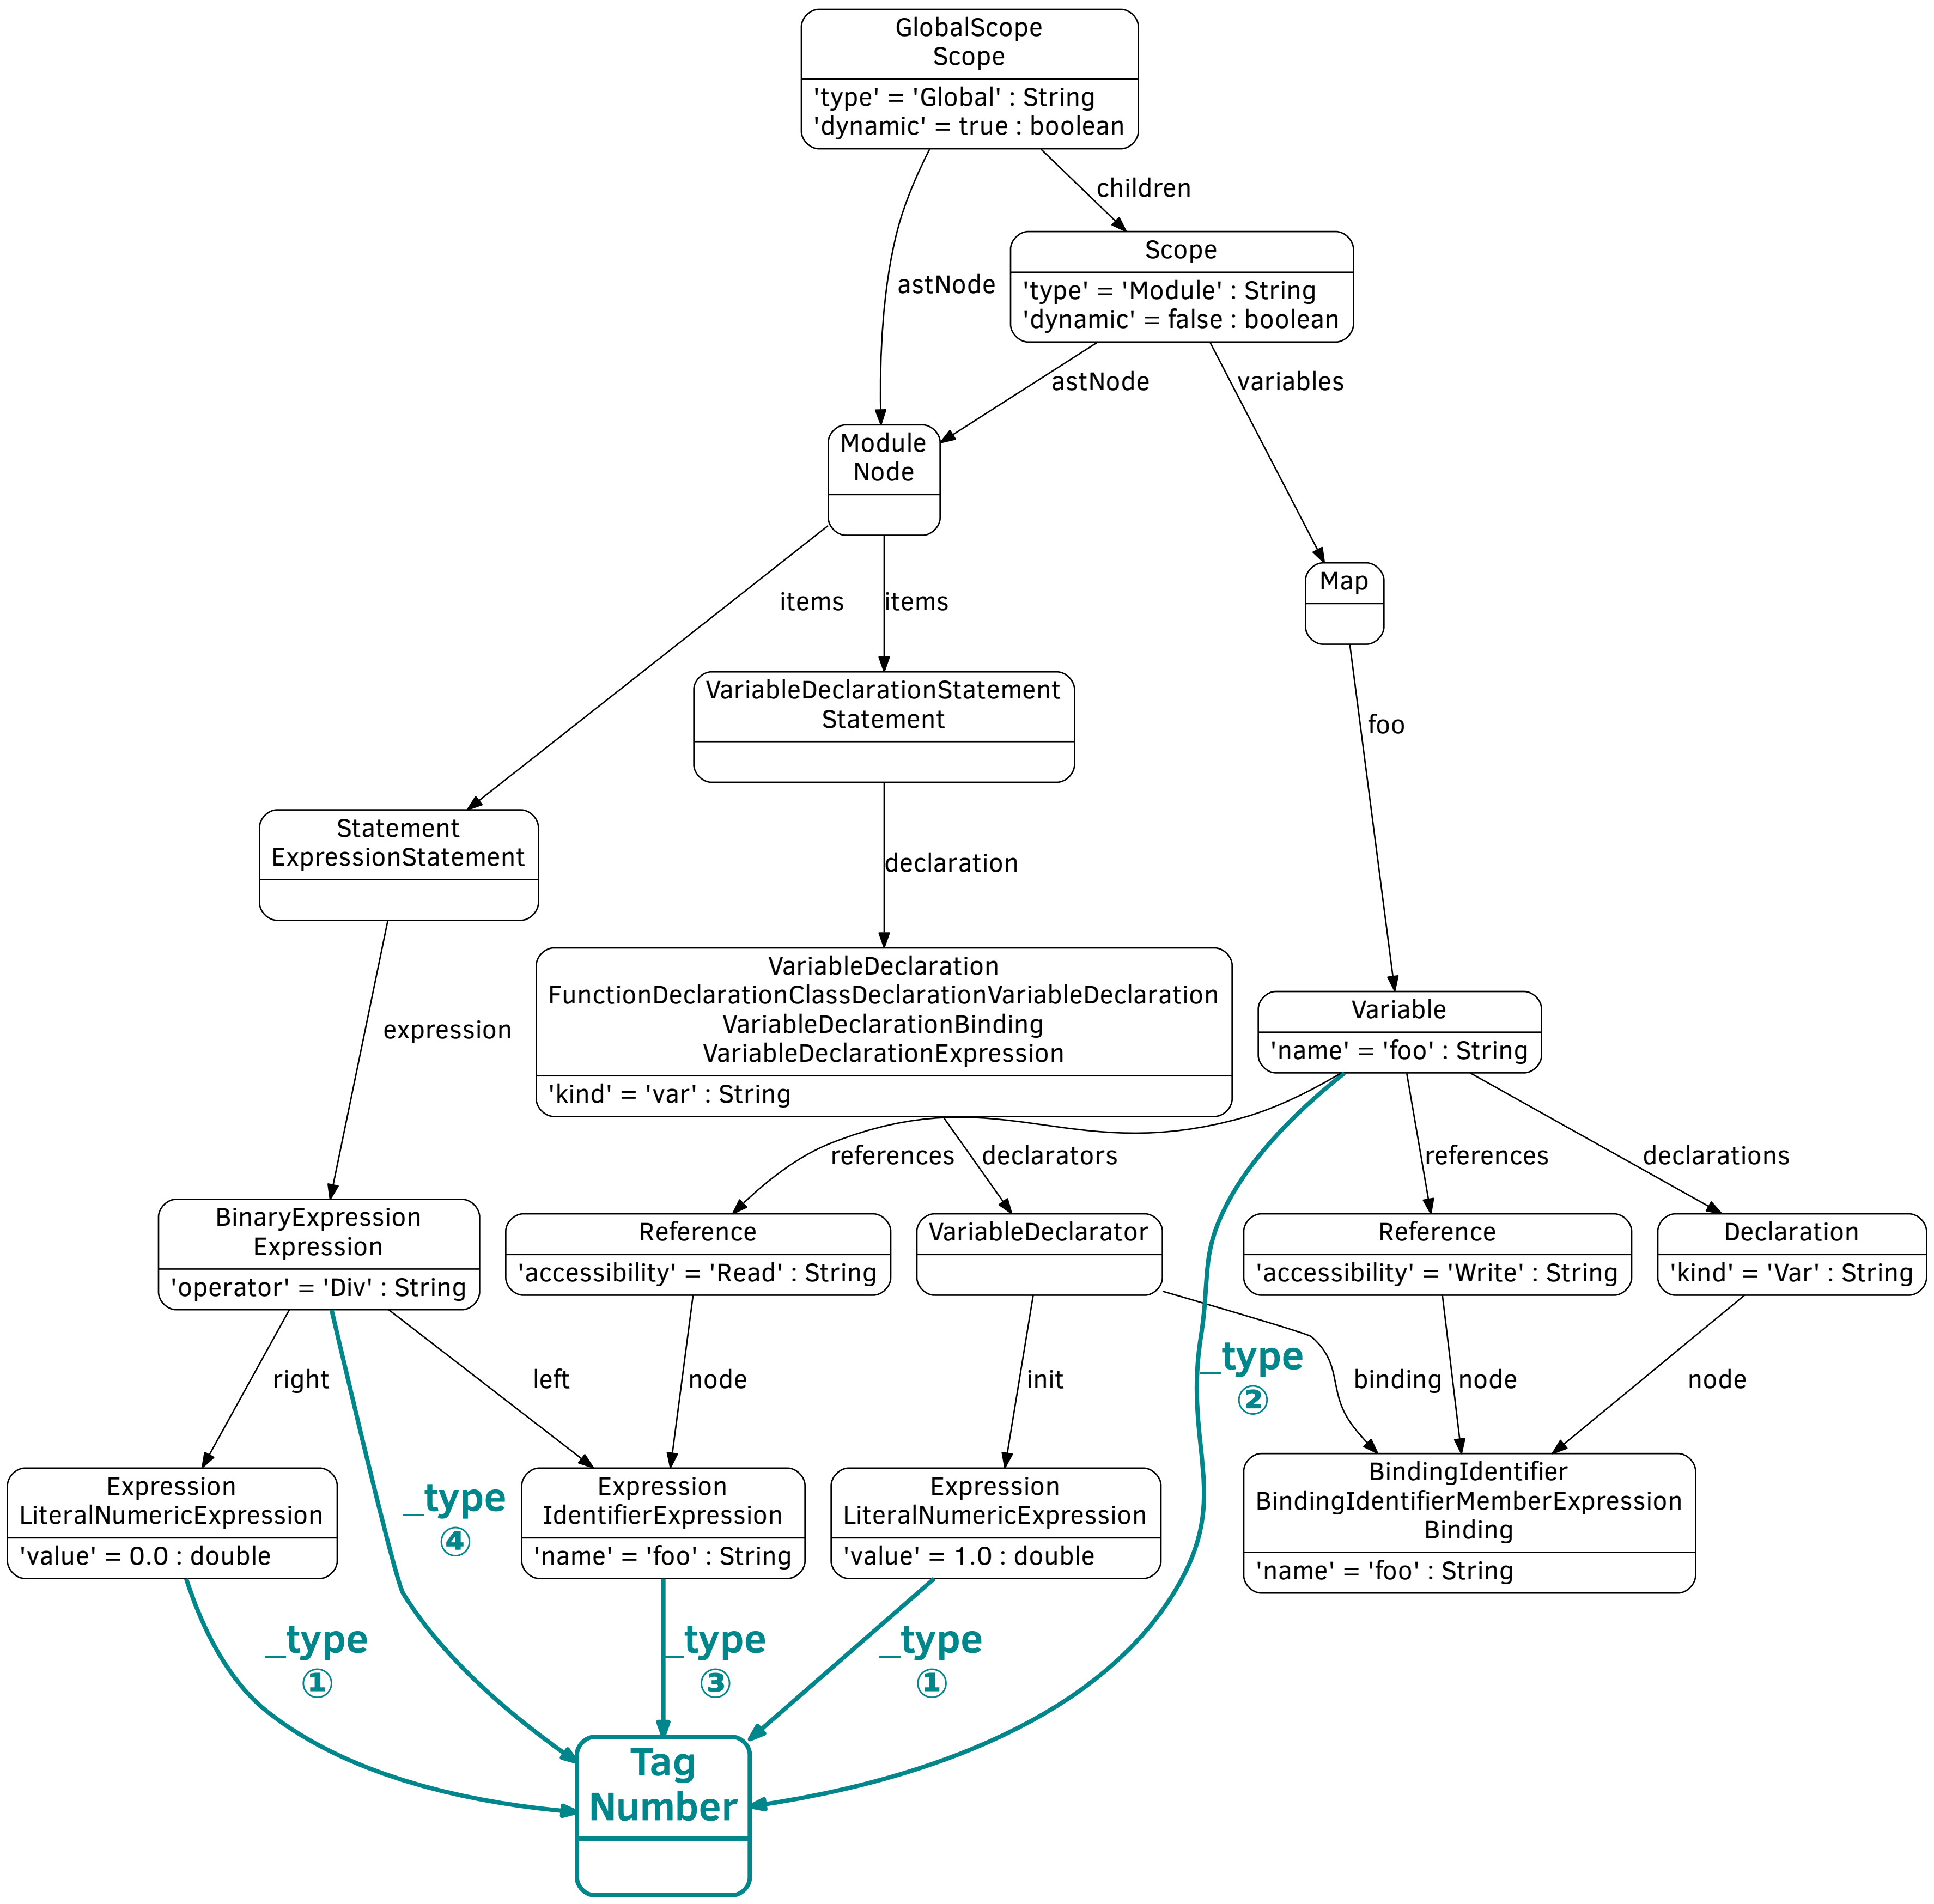 GlobalScope
Scope
'type' = 'Global' : String
'dynamic' = true : boolean
children
Scope
'type' = 'Module' : String
'dynamic' = false : boolean
astNode
astNode
variables
Module
Node
Map
items
items
VariableDeclarationStatement
Statement
foo
Statement
ExpressionStatement
declaration
VariableDeclaration
FunctionDeclarationClassDeclarationVariableDeclaration
VariableDeclarationBinding
VariableDeclarationExpression
'kind' = 'var' : String
expression
Variable
'name' = 'foo' : String
references
declarators
references
declarations
BinaryExpression
Expression
'operator' = 'Div' : String
Reference
'accessibility' = 'Read' : String
VariableDeclarator
Reference
'accessibility' = 'Write' : String
Declaration
'kind' = 'Var' : String
right
left
node
init
_type
②
binding
node
node
Expression
LiteralNumericExpression
'value' = 0.0 : double
_type
④
Expression
IdentifierExpression
'name' = 'foo' : String
Expression
LiteralNumericExpression
'value' = 1.0 : double
BindingIdentifier
BindingIdentifierMemberExpression
Binding
'name' = 'foo' : String
_type
①
_type
③
_type
①
Tag
Number